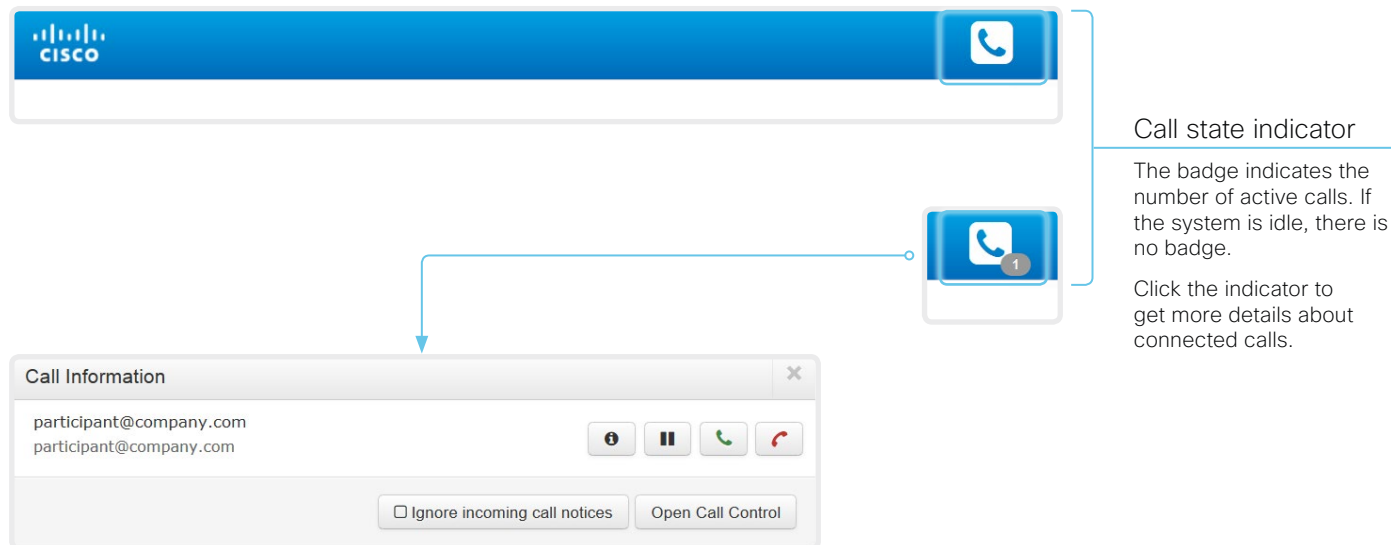 CISCO
Call state indicator
The badge indicates the
number of active calls. If
the system is idle, there is
no badge.
Click the indicator to
get more details about
connected calls.
1
Call Information
participant@company.com
participant@company.com
Ignore incoming call notices
Open Call Control